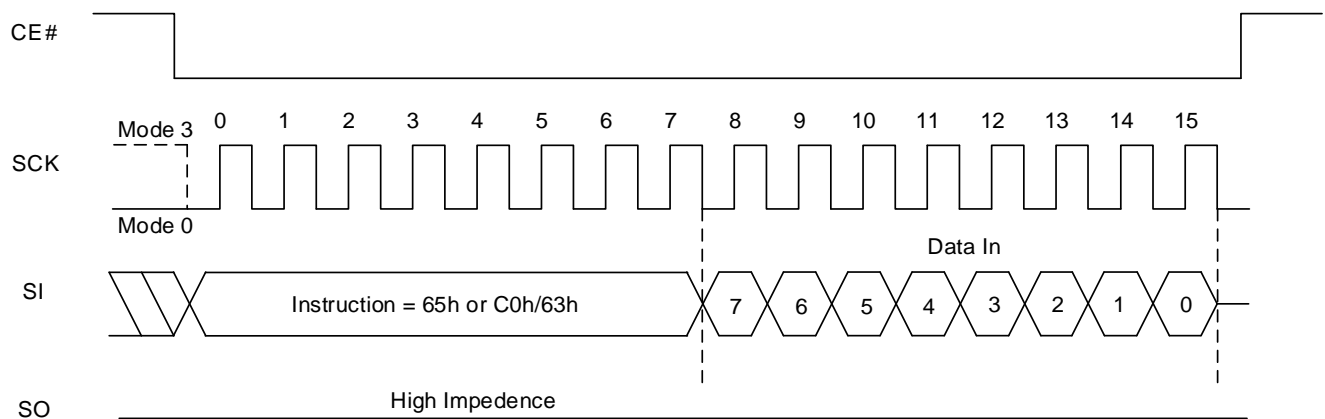 CE#
0 1 2 3 4 5 6 7 8 9 10 11 12 13 14 15
Mode 3
SCK
Mode 0
Data In
SI
Instruction = 65h or C0h/63h
7 6 5 4 3 2 1 0
High Impedence
SO